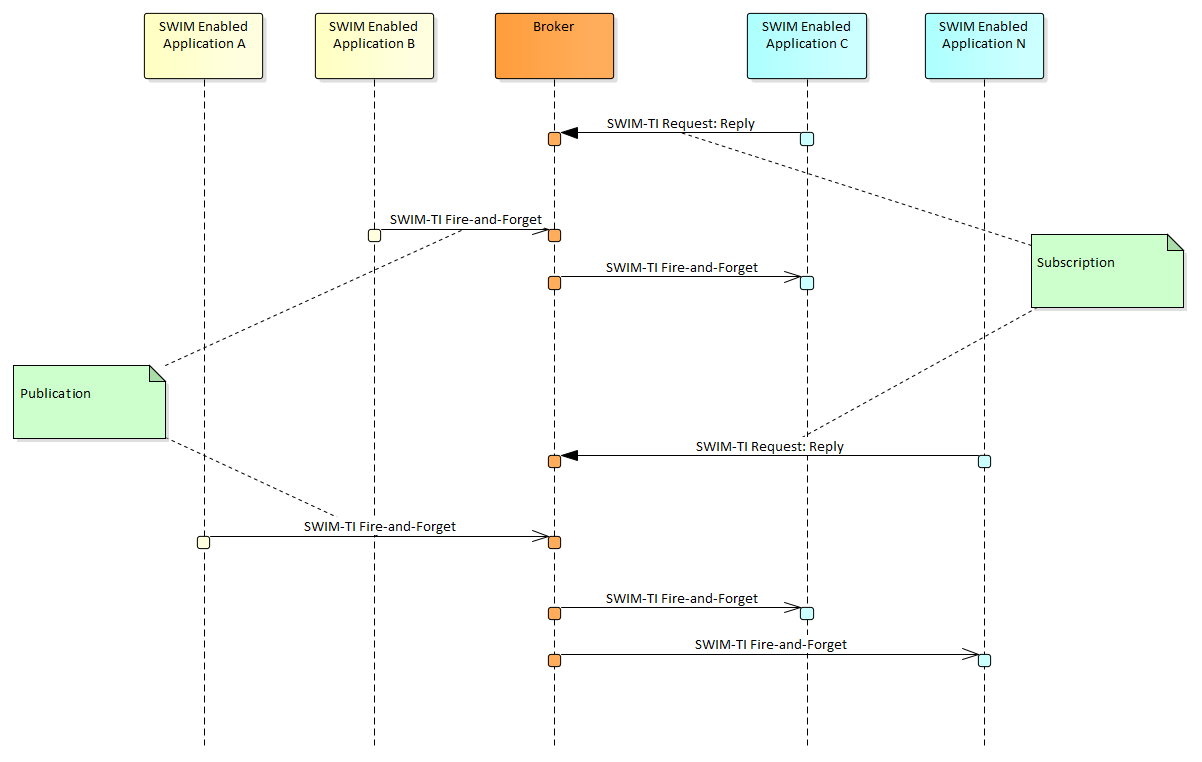 SWIM Enabled
Application A
SWIM Enabled
Application B
Broker
SWIM Enabled
Application C
SWIM Enabled
Application N
SWIM-TI Request: Reply
SWIM-TI Fire-and-Forget
Subscription
SWIM-TI Fire-and-Forget
Publication
SWIM-TI Request: Reply
SWIM-TI Fire-and-Forget
SWIM-TI Fire-and-Forget
SWIM-TI Fire-and-Forget